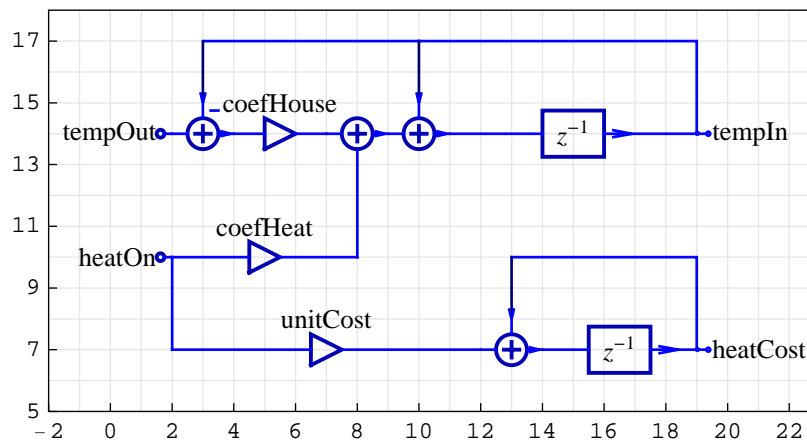 17
15
coefHouse
−
tempOut
z⁻¹
tempIn
13
11
coefHeat
heatOn
9
unitCost
7
z⁻¹
heatCost
5
−2 0 2 4 6 8 10 12 14 16 18 20 22